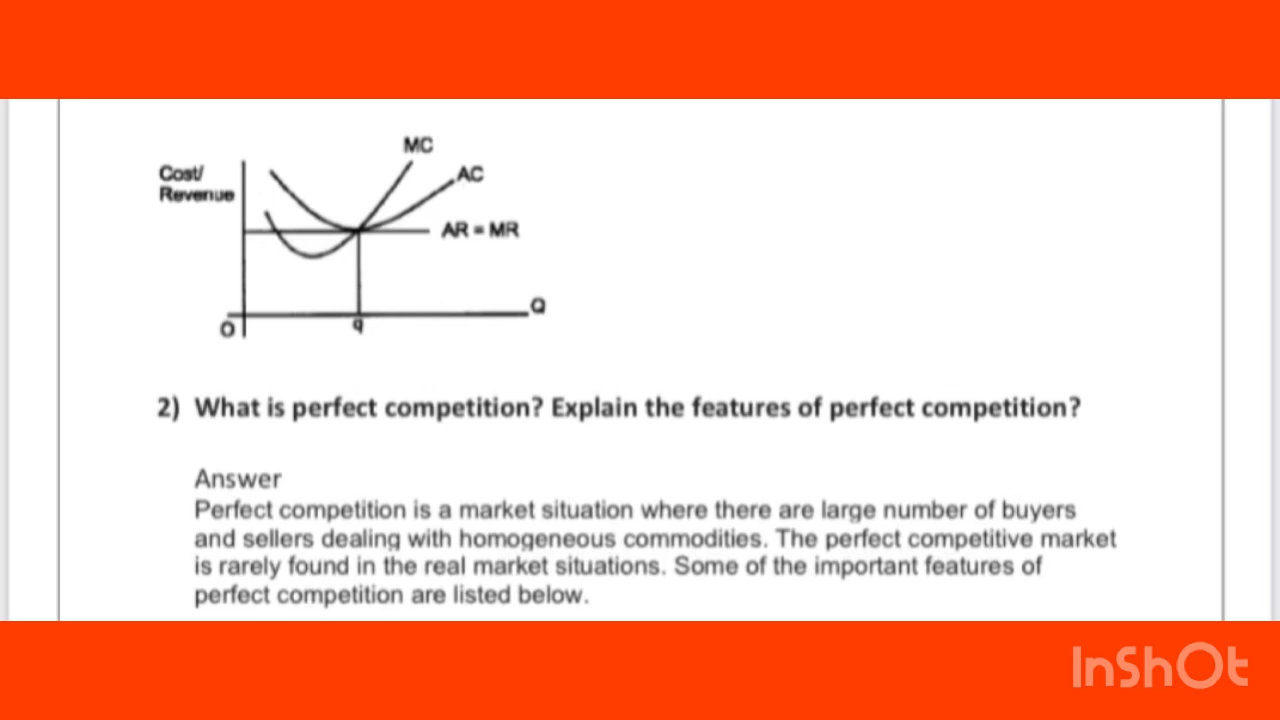 MC
Cost/
Revenue
AC
AR = MR
Q
O
q
2) What is perfect competition? Explain the features of perfect competition?
Answer
Perfect competition is a market situation where there are large number of buyers
and sellers dealing with homogeneous commodities. The perfect competitive market
is rarely found in the real market situations. Some of the important features of
perfect competition are listed below.
InShOt